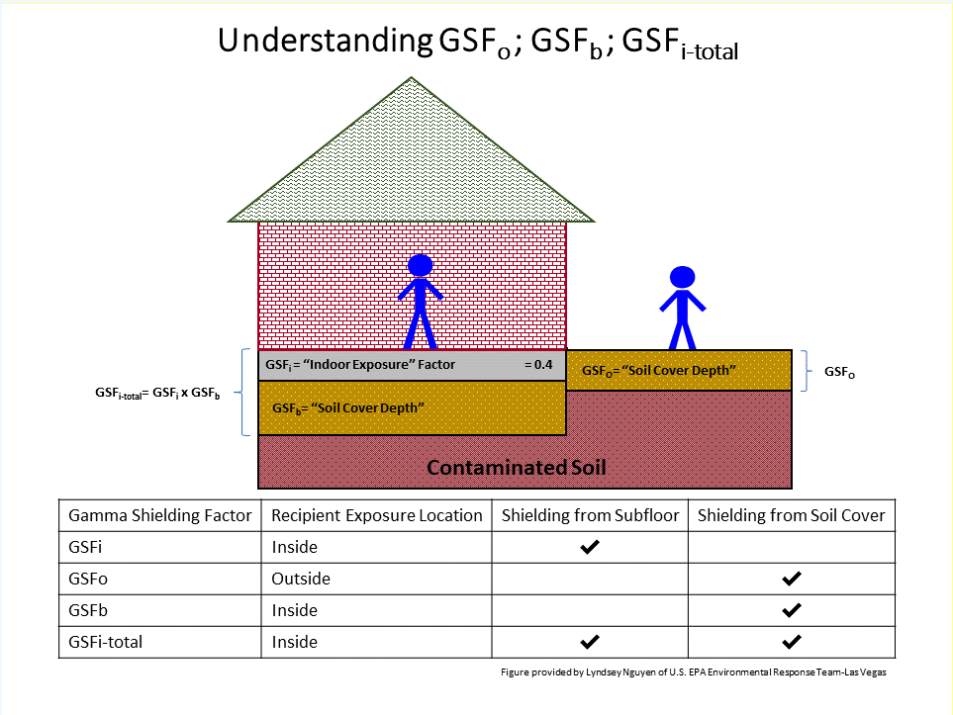 Understanding GSFo; GSFb; GSFi-total
GSFi= “Indoor Exposure” Factor = 0.4
GSFO= “Soil Cover Depth”
GSFO
GSFi-total= GSFi x GSFb
GSFb= “Soil Cover Depth”
Contaminated Soil
Gamma Shielding Factor Recipient Exposure Location Shielding from Subfloor Shielding from Soil Cover
GSFi Inside ✔
GSFo Outside ✔
GSFb Inside ✔
GSFi-total Inside ✔ ✔
Figure provided by Lyndsey Nguyen of U.S. EPA Environmental Response Team-Las Vegas